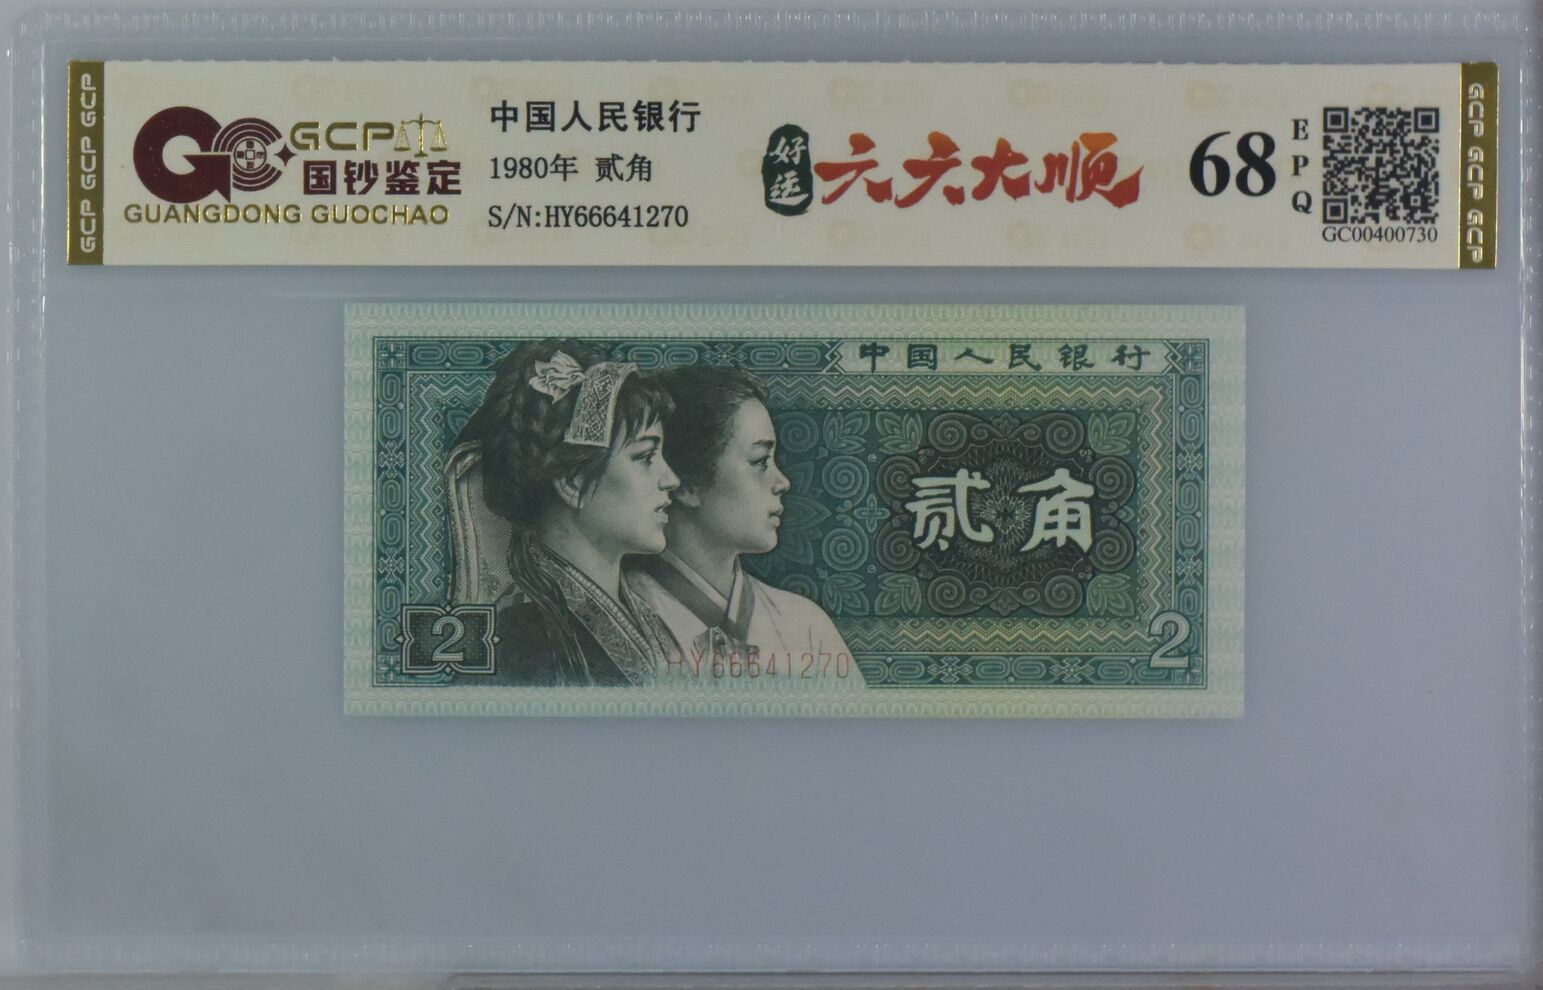 GCP GCP GCP
GCP
国钞鉴定
GUANGDONG GUOCHAO
中国人民银行
1980年 贰角
S/N:HY66641270
好运
六六大顺
68
EPQ
GC00400730
GCP GCP GCP
中国人民银行
贰角
2
2
HY66641270